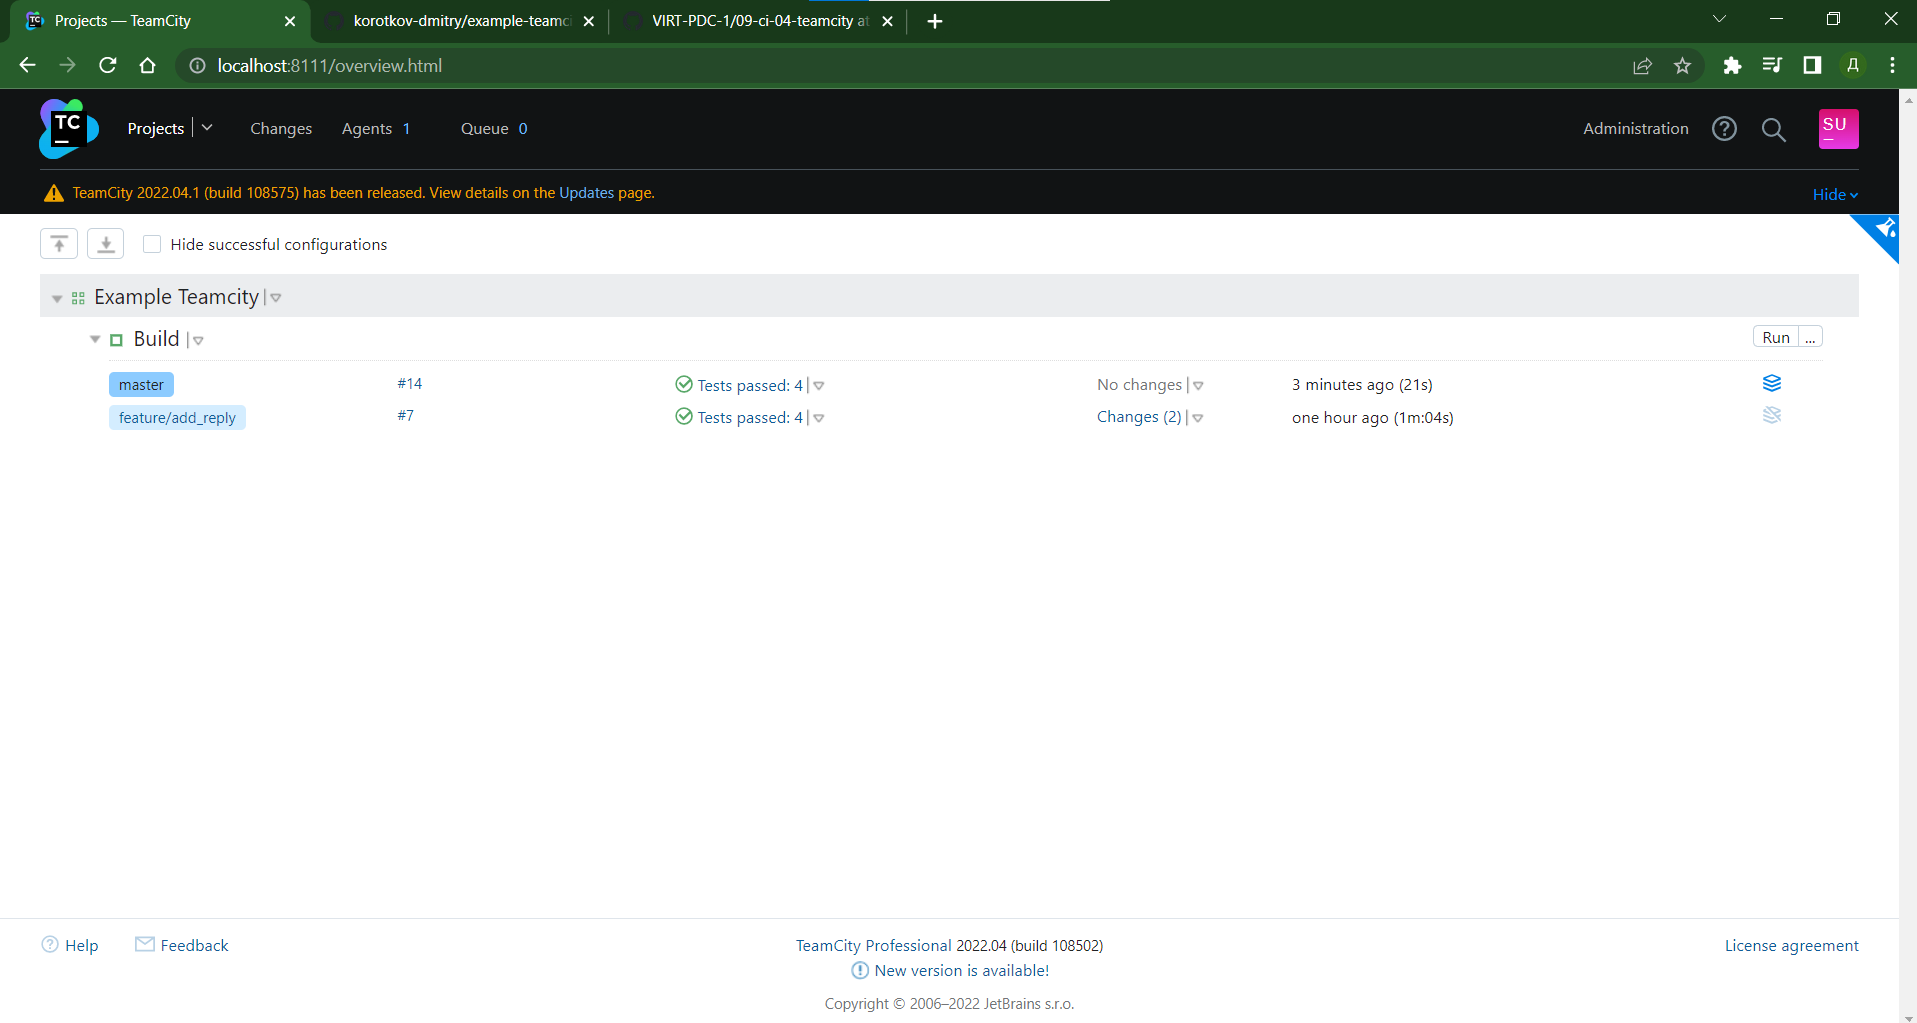 Projects — TeamCity
korotkov-dmitry/example-teamci
VIRT-PDC-1/09-ci-04-teamcity at
localhost:8111/overview.html
Д
TC
Projects
Changes
Agents 1
Queue 0
Administration
SU
TeamCity 2022.04.1 (build 108575) has been released. View details on the Updates page.
Hide
Hide successful configurations
Example Teamcity
Build
Run
...
master #14 Tests passed: 4 No changes 3 minutes ago (21s)
feature/add_reply #7 Tests passed: 4 Changes (2) one hour ago (1m:04s)
Help
Feedback
TeamCity Professional 2022.04 (build 108502)
License agreement
New version is available!
Copyright © 2006–2022 JetBrains s.r.o.